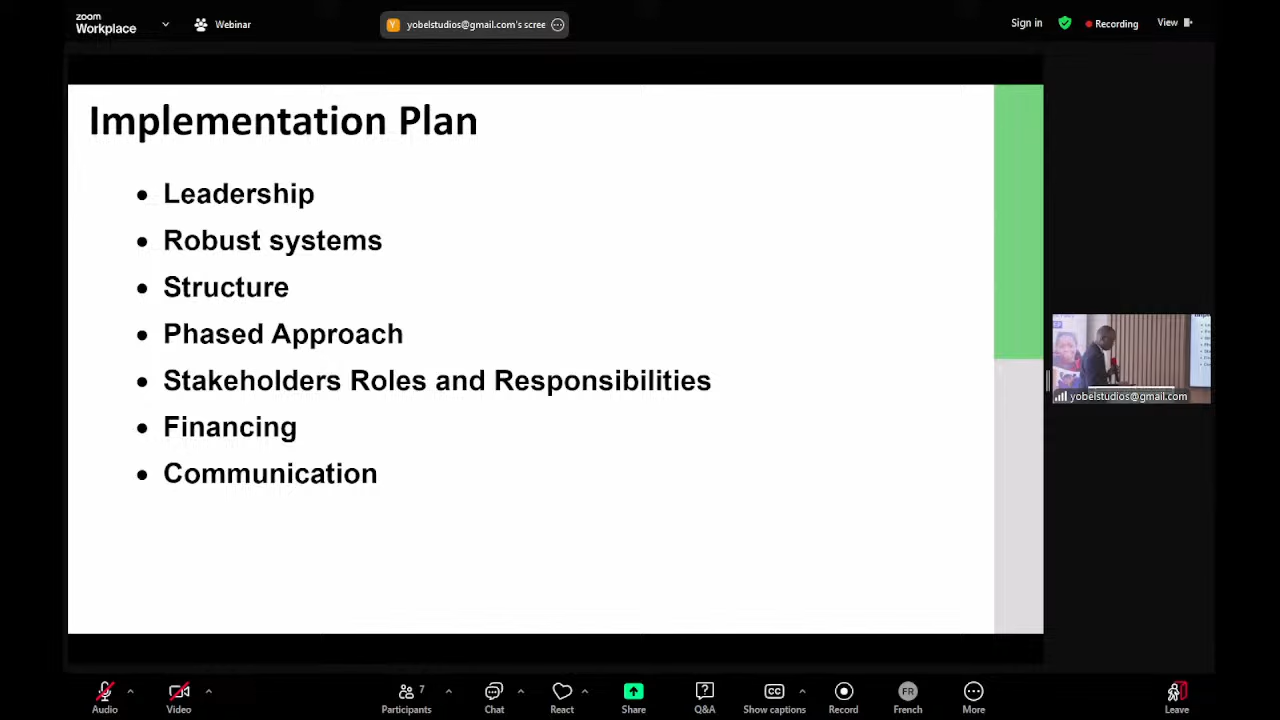 zoom
Workplace
Webinar
yobelstudios@gmail.com's scree
Sign in
Recording
View
Implementation Plan
• Leadership
• Robust systems
• Structure
• Phased Approach
• Stakeholders Roles and Responsibilities
• Financing
• Communication
yobelstudios@gmail.com
Audio
Video
7
Participants
Chat
React
Share
Q&A
CC
Show captions
Record
FR
French
More
Leave